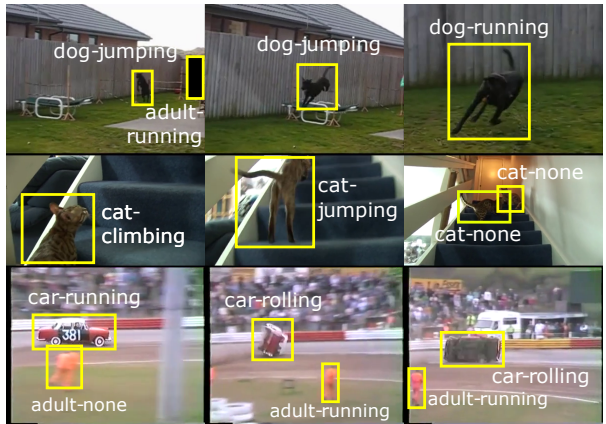 dog-jumping
dog-jumping
dog-running
adult-
running
cat-
climbing
cat-
jumping
cat-none
cat-none
car-running
381
adult-none
car-rolling
adult-running
car-rolling
adult-running